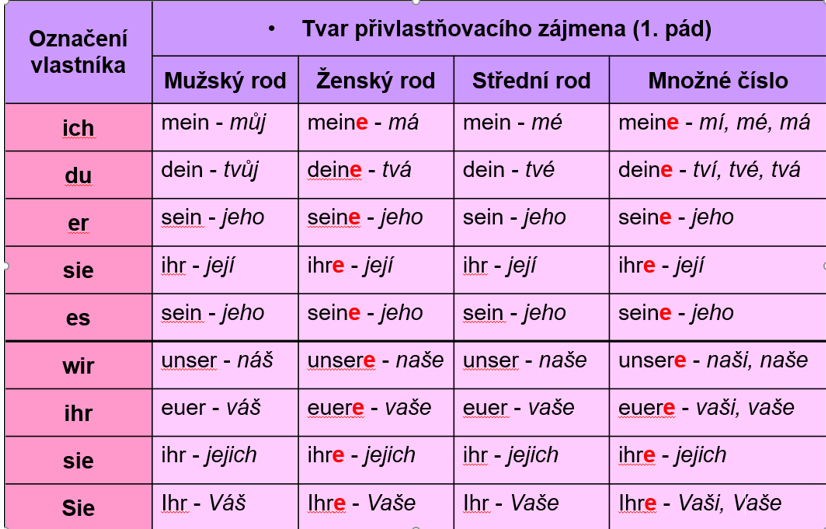 Označení vlastníka
• Tvar přivlastňovacího zájmena (1. pád)
Mužský rod Ženský rod Střední rod Množné číslo
ich mein - můj meine - má mein - mé meine - mí, mé, má
du dein - tvůj deine - tvá dein - tvé deine - tví, tvé, tvá
er sein - jeho seine - jeho sein - jeho seine - jeho
sie ihr - její ihre - její ihr - její ihre - její
es sein - jeho seine - jeho sein - jeho seine - jeho
wir unser - náš unsere - naše unser - naše unsere - naši, naše
ihr euer - váš euere - vaše euer - vaše euere - vaši, vaše
sie ihr - jejich ihre - jejich ihr - jejich ihre - jejich
Sie Ihr - Váš Ihre - Vaše Ihr - Vaše Ihre - Vaši, Vaše